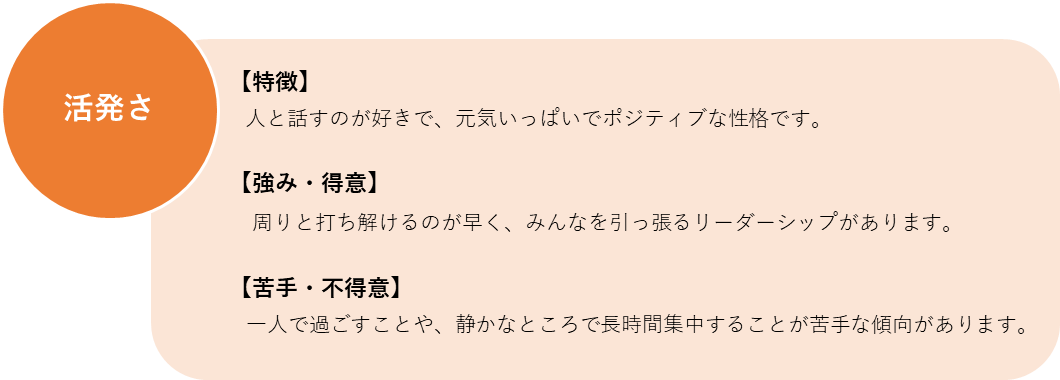 活発さ
【特徴】
人と話すのが好きで、元気いっぱいでポジティブな性格です。
【強み・得意】
周りと打ち解けるのが早く、みんなを引っ張るリーダーシップがあります。
【苦手・不得意】
一人で過ごすことや、静かなところで長時間集中することが苦手な傾向があります。